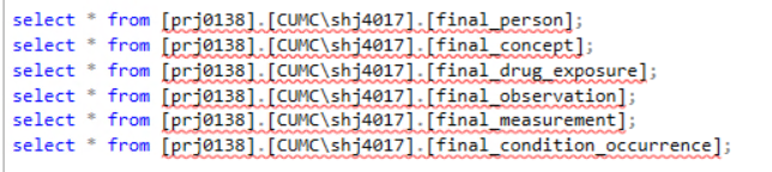 select * from [prj0138].[CUMC\shj4017].[final_person];
select * from [prj0138].[CUMC\shj4017].[final_concept];
select * from [prj0138].[CUMC\shj4017].[final_drug_exposure];
select * from [prj0138].[CUMC\shj4017].[final_observation];
select * from [prj0138].[CUMC\shj4017].[final_measurement];
select * from [prj0138].[CUMC\shj4017].[final_condition_occurrence];